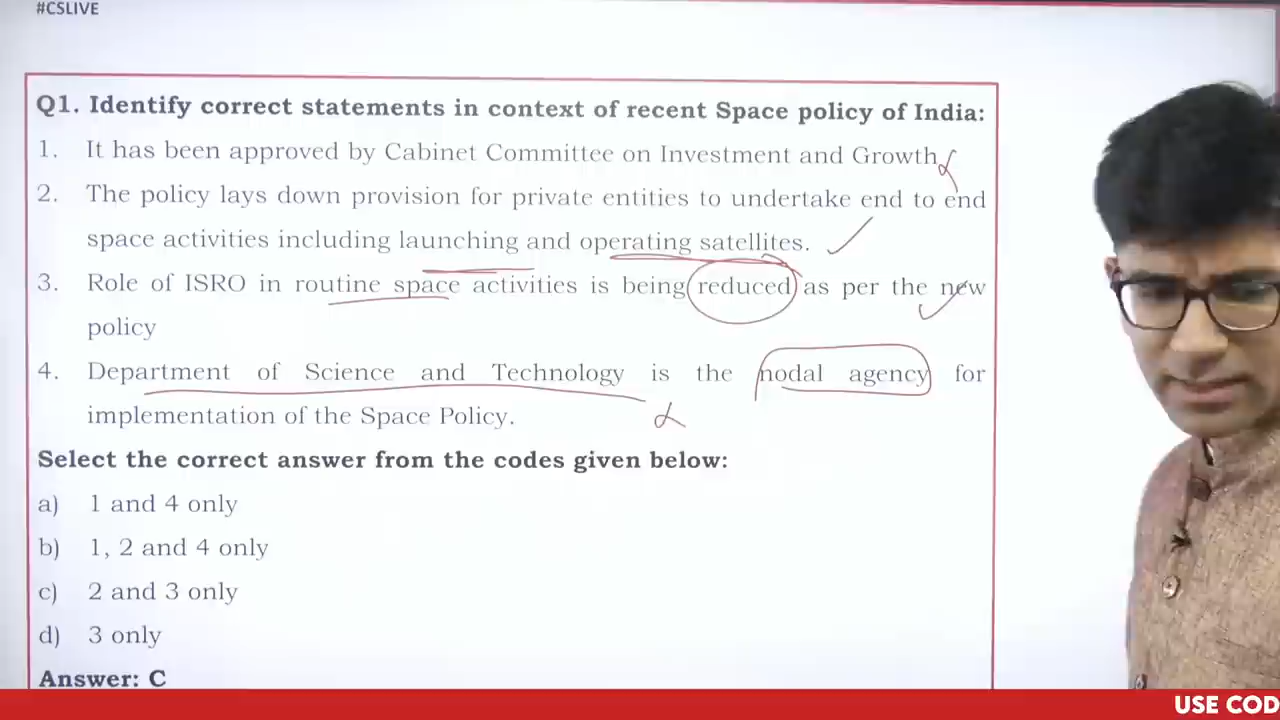 #CSLIVE
Q1. Identify correct statements in context of recent Space policy of India:
1. It has been approved by Cabinet Committee on Investment and Growth
2. The policy lays down provision for private entities to undertake end to end
space activities including launching and operating satellites.
3. Role of ISRO in routine space activities is being reduced as per the new
policy
4. Department of Science and Technology is the nodal agency for
implementation of the Space Policy.
Select the correct answer from the codes given below:
a) 1 and 4 only
b) 1, 2 and 4 only
c) 2 and 3 only
d) 3 only
Answer: C
USE COD